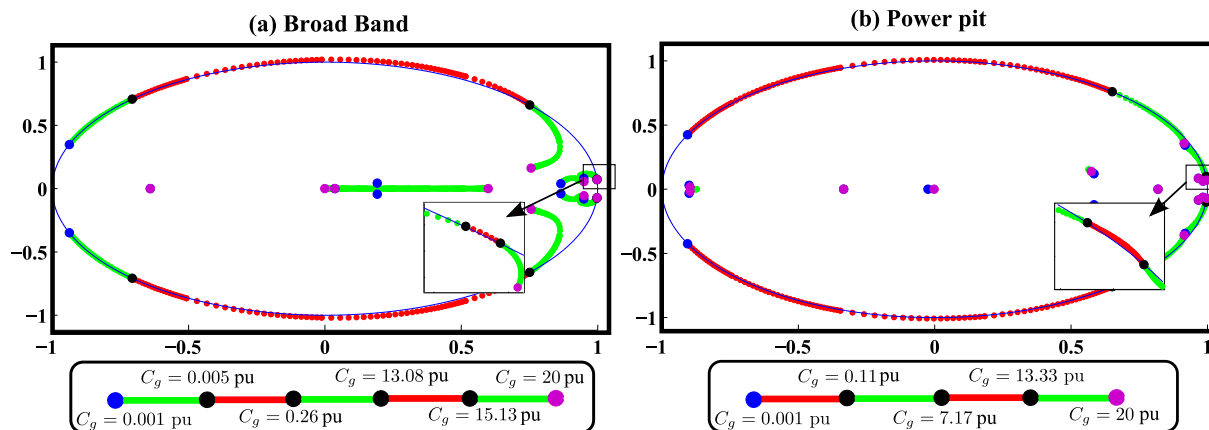 (a) Broad Band
(b) Power pit
1
0.5
0
−0.5
−1
−1
−0.5
0
0.5
1
1
0.5
0
−0.5
−1
−1
−0.5
0
0.5
1
C_g = 0.005 pu
C_g = 13.08 pu
C_g = 20 pu
C_g = 0.001 pu
C_g = 0.26 pu
C_g = 15.13 pu
C_g = 0.11 pu
C_g = 13.33 pu
C_g = 0.001 pu
C_g = 7.17 pu
C_g = 20 pu